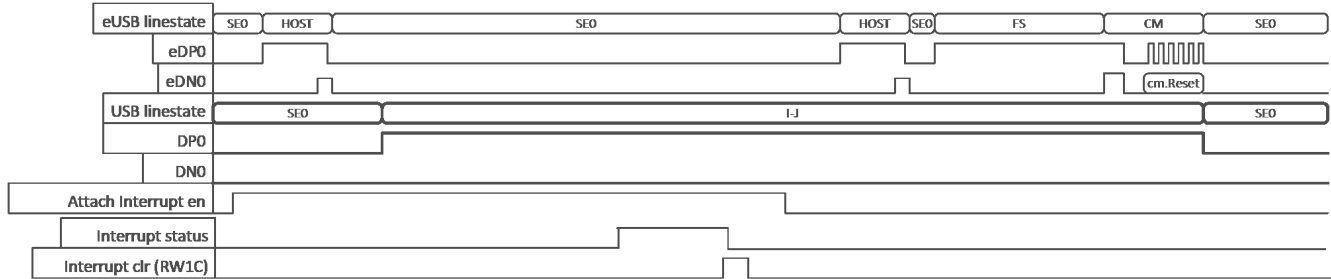 eUSB linestate SE0 HOST SE0 HOST SE0 FS CM SE0
eDP0
eDN0 cm.Reset
USB linestate SE0 I-J SE0
DP0
DN0
Attach Interrupt en
Interrupt status
Interrupt clr (RW1C)